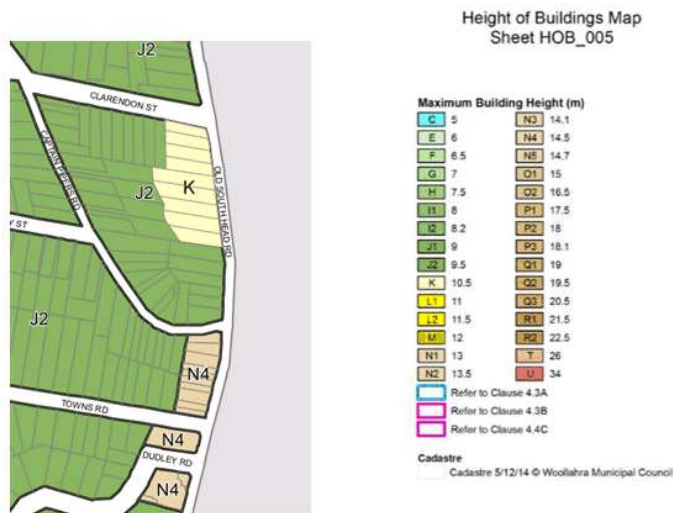 Height of Buildings Map
Sheet HOB_005
J2
CLARENDON ST
CAPTAIN PIPERS RD
J2
K
OLD SOUTH HEAD RD
Y ST
J2
N4
TOWNS RD
N4
DUDLEY RD
N4
Maximum Building Height (m)
C 5
E 6
F 6.5
G 7
H 7.5
I1 8
I2 8.2
J1 9
J2 9.5
K 10.5
L1 11
L2 11.5
M 12
N1 13
N2 13.5
N3 14.1
N4 14.5
N5 14.7
O1 15
O2 16.5
P1 17.5
P2 18
P3 18.1
Q1 19
Q2 19.5
Q3 20.5
R1 21.5
R2 22.5
T 26
U 34
Refer to Clause 4.3A
Refer to Clause 4.3B
Refer to Clause 4.4C
Cadastre
Cadastre 5/12/14 © Woollahra Municipal Council